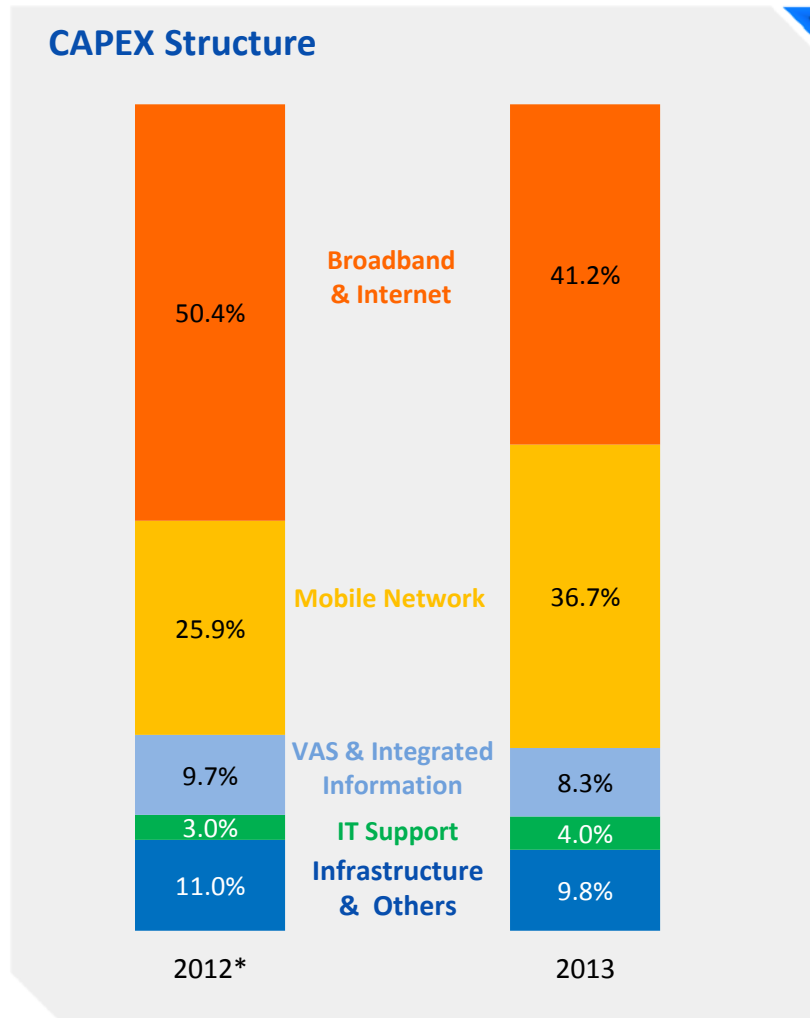 CAPEX Structure
Broadband
& Internet
50.4%
41.2%
Mobile Network
25.9%
36.7%
VAS & Integrated
Information
9.7%
8.3%
IT Support
3.0%
4.0%
Infrastructure
& Others
11.0%
9.8%
2012*
2013